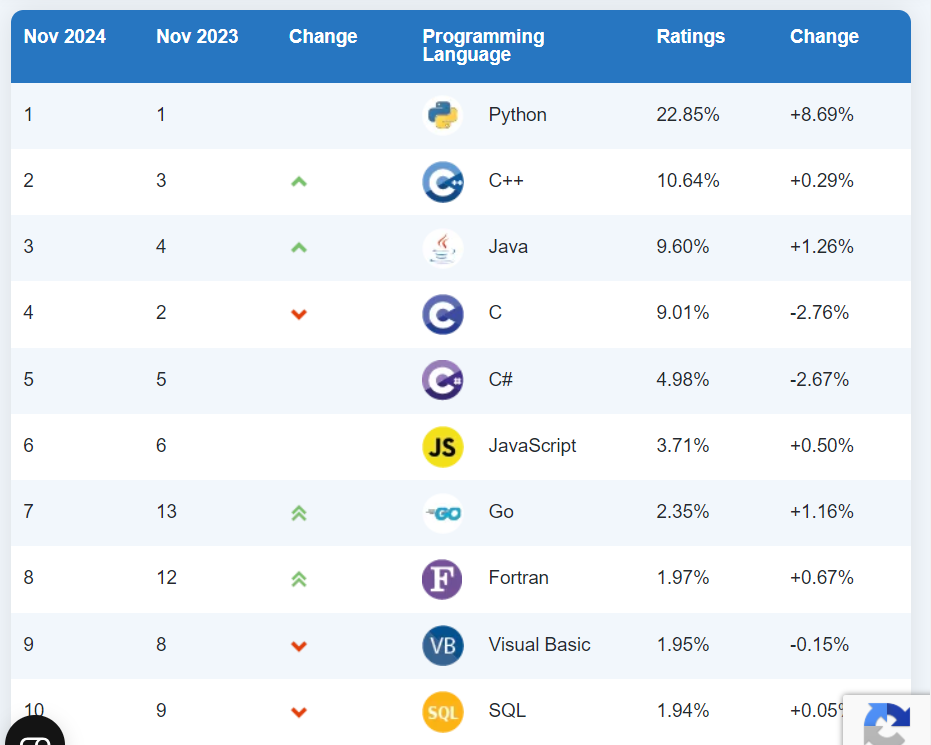 Nov 2024 Nov 2023 Change Programming Language Ratings Change
1 1 Python 22.85% +8.69%
2 3 C++ 10.64% +0.29%
3 4 Java 9.60% +1.26%
4 2 C 9.01% -2.76%
5 5 C# 4.98% -2.67%
6 6 JS JavaScript 3.71% +0.50%
7 13 GO Go 2.35% +1.16%
8 12 F Fortran 1.97% +0.67%
9 8 VB Visual Basic 1.95% -0.15%
10 9 SQL SQL 1.94% +0.05%